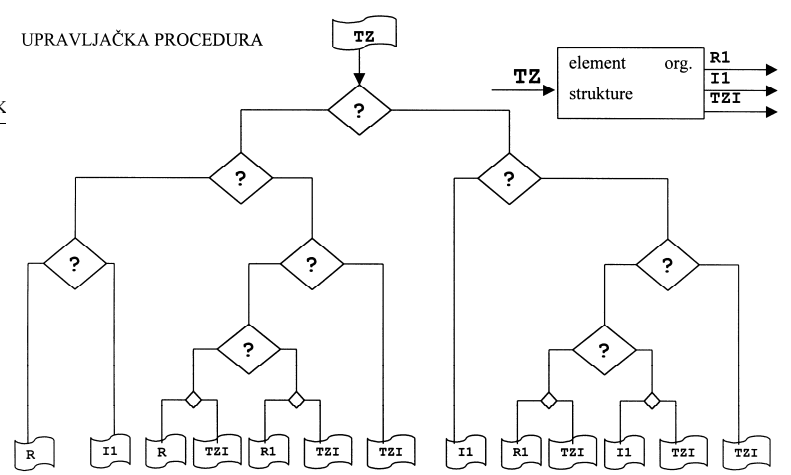 UPRAVLJAČKA PROCEDURA
TZ
TZ
element org.
strukture
R1
I1
TZI
K
?
? ?
? ? ?
? ?
R I1 R TZI R1 TZI TZI I1 R1 TZI I1 TZI TZI